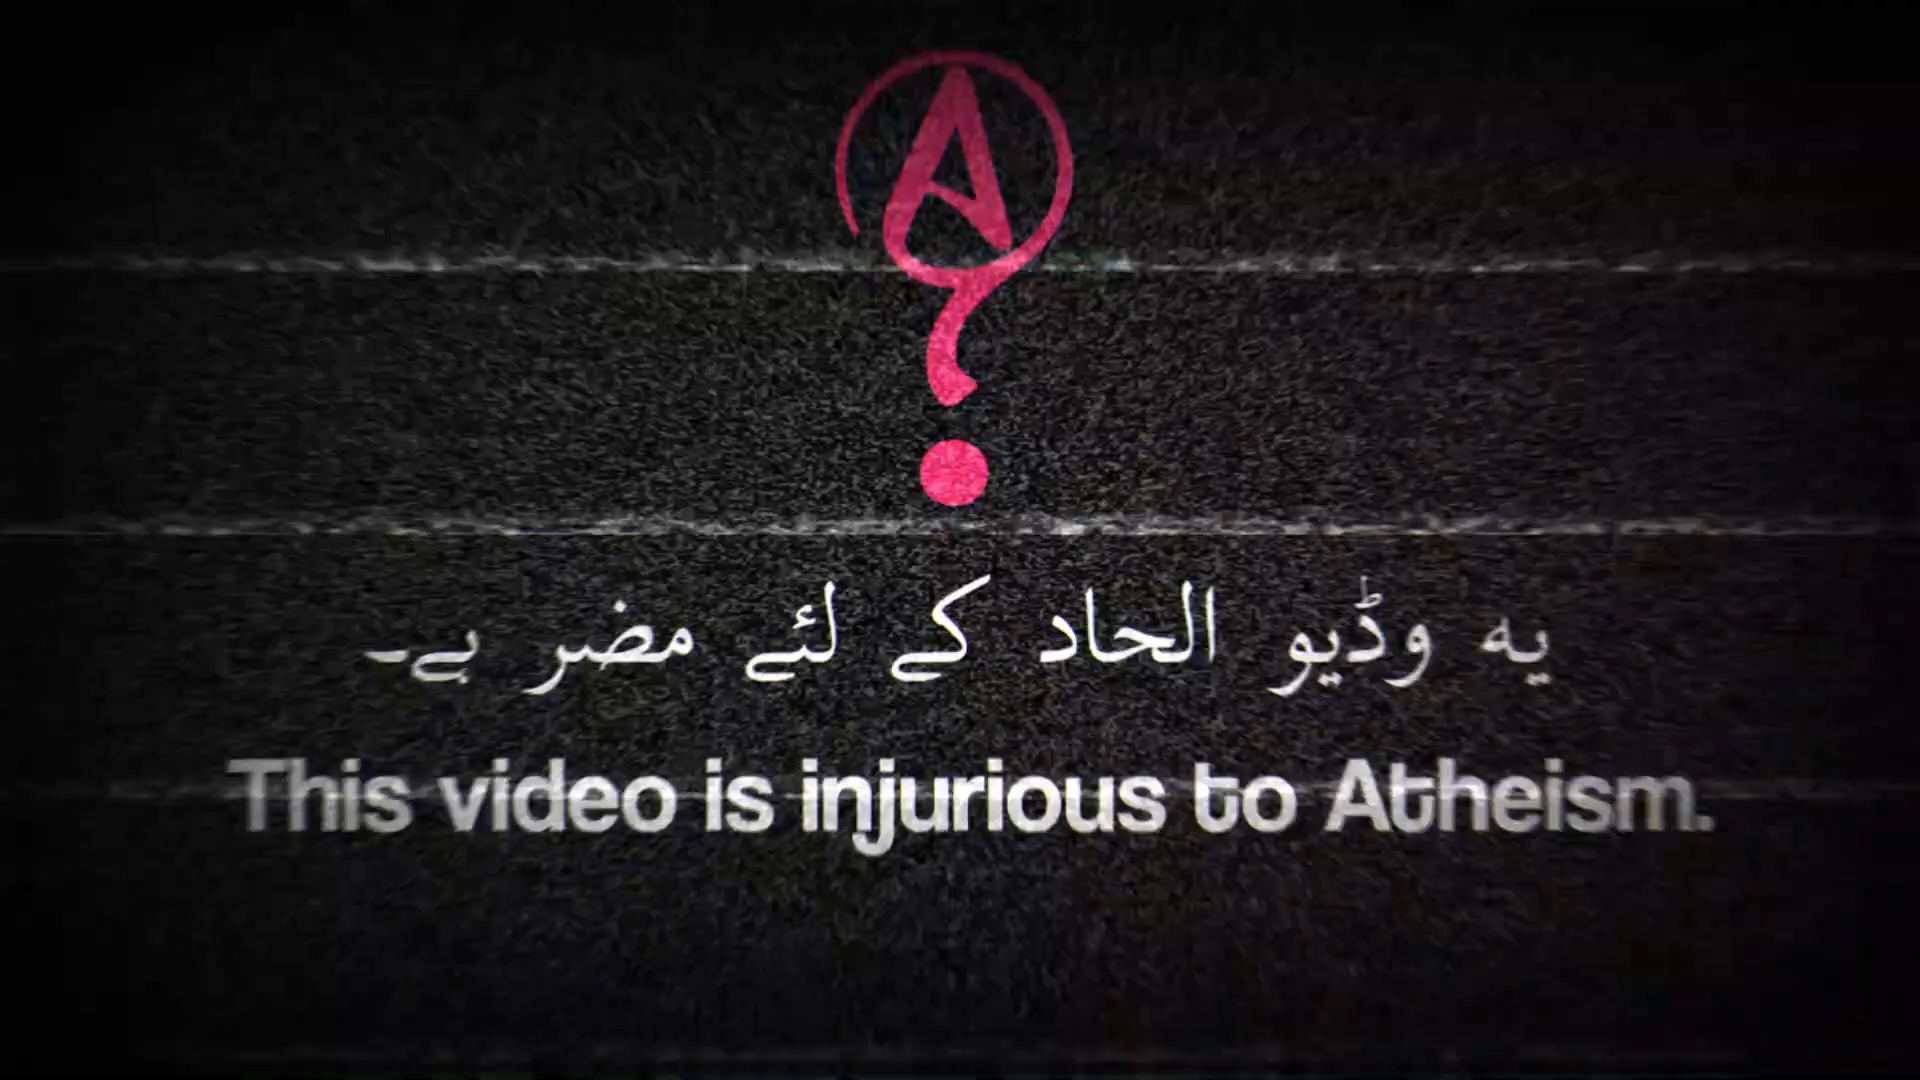 یہ وڈیو الحاد کے لئے مضر ہے۔
This video is injurious to Atheism.